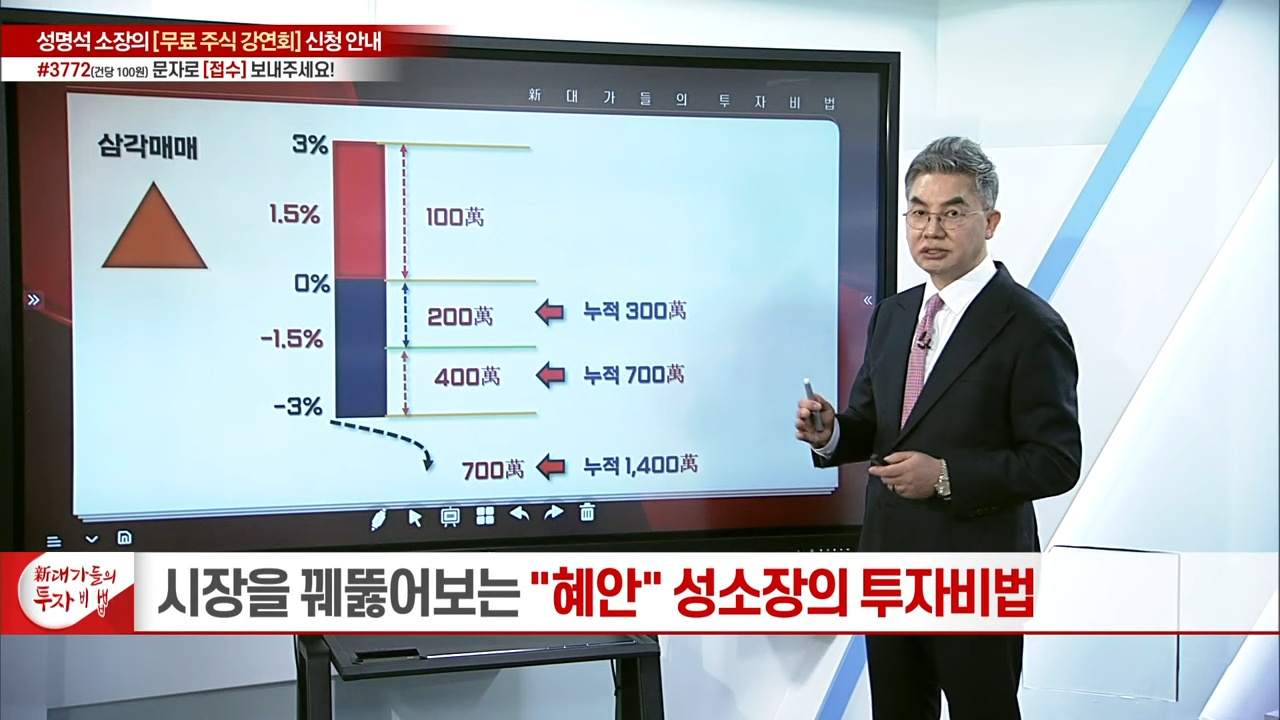 성명석 소장의 [무료 주식 강연회] 신청 안내
#3772(건당 100원) 문자로 [접수] 보내주세요!
新 대 가 들 의 투 자 비 법
삼각매매
3%
1.5%
100萬
0%
200萬
누적 300萬
-1.5%
400萬
누적 700萬
-3%
700萬
누적 1,400萬
新대가들의
투자비법
시장을 꿰뚫어보는 "혜안" 성소장의 투자비법